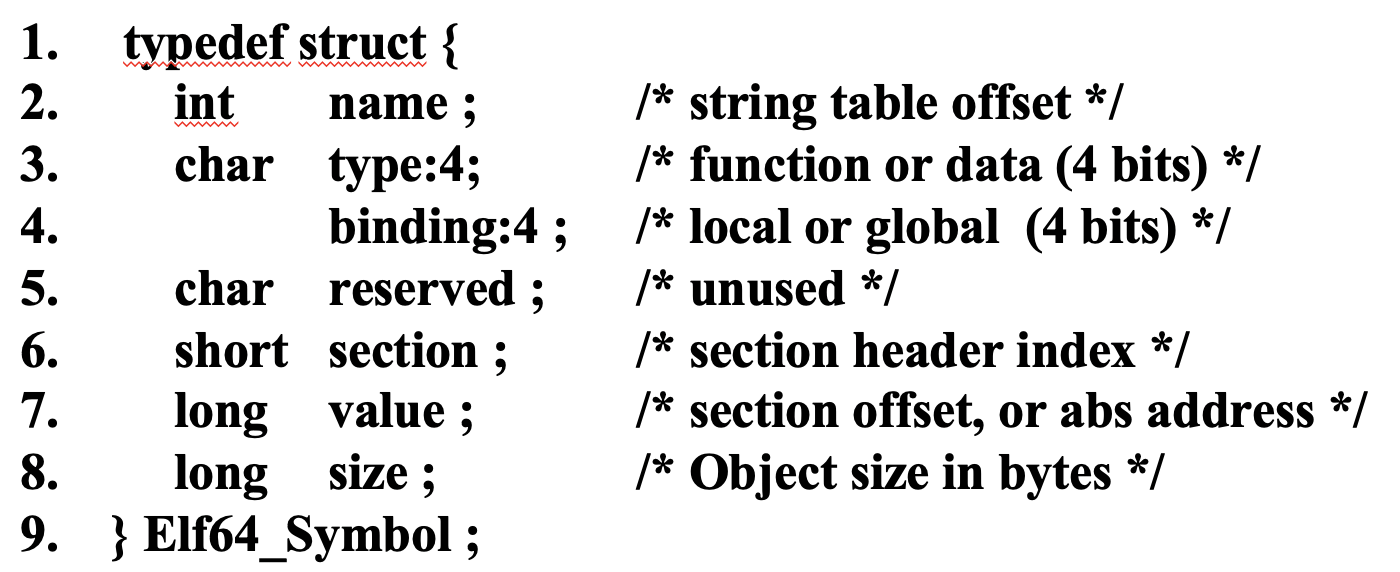 1. typedef struct {
2. int name ; /* string table offset */
3. char type:4; /* function or data (4 bits) */
4. binding:4 ; /* local or global (4 bits) */
5. char reserved ; /* unused */
6. short section ; /* section header index */
7. long value ; /* section offset, or abs address */
8. long size ; /* Object size in bytes */
9. } Elf64_Symbol ;